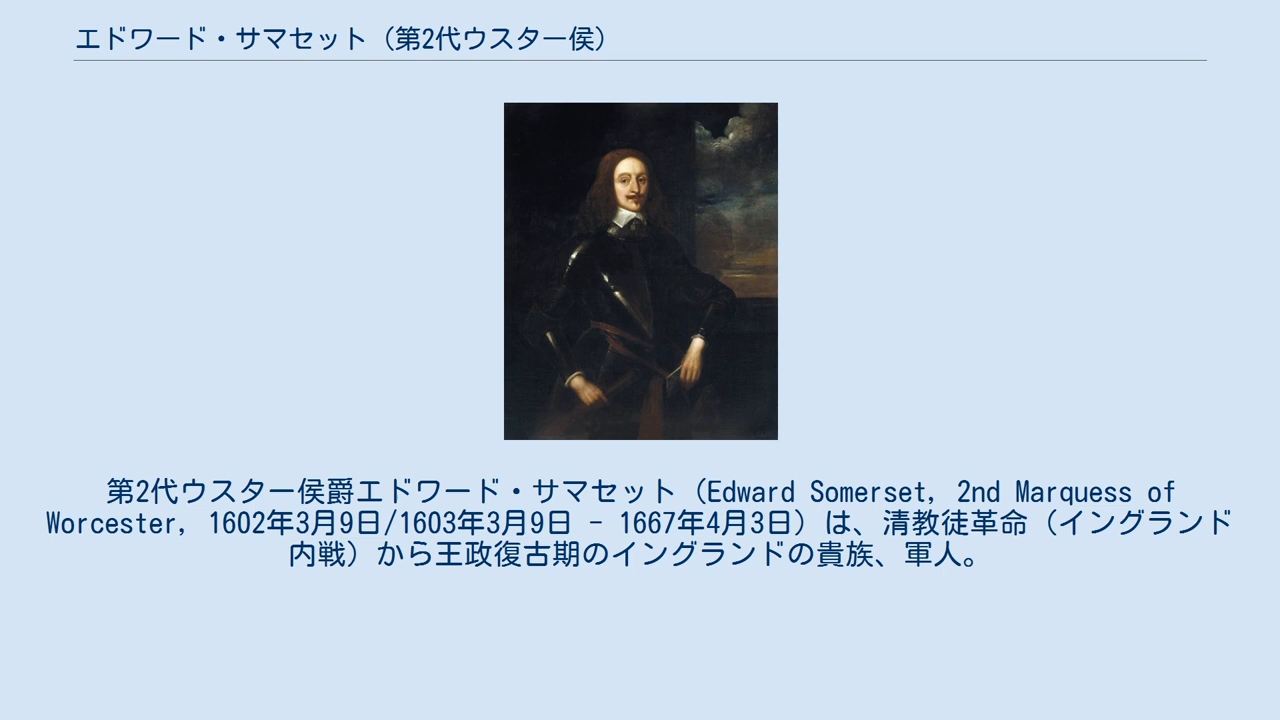 エドワード・サマセット（第2代ウスター侯）
第2代ウスター侯爵エドワード・サマセット（Edward Somerset, 2nd Marquess of
Worcester, 1602年3月9日/1603年3月9日 - 1667年4月3日）は、清教徒革命（イングランド
内戦）から王政復古期のイングランドの貴族、軍人。